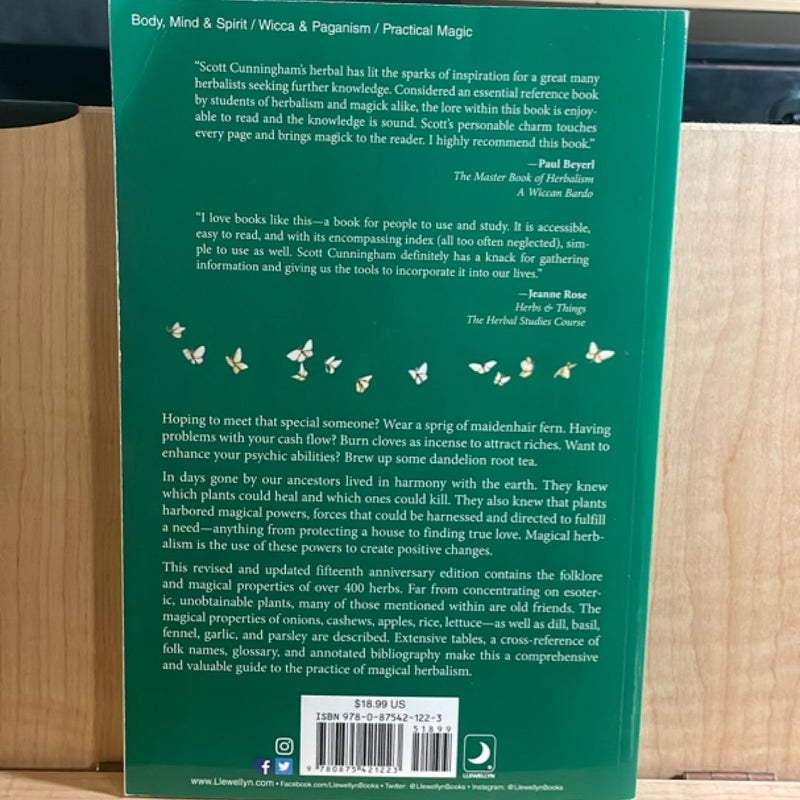 Body, Mind & Spirit / Wicca & Paganism / Practical Magic
“Scott Cunningham’s herbal has lit the sparks of inspiration for a great many
herbalists seeking further knowledge. Considered an essential reference book
by students of herbalism and magick alike, the lore within this book is enjoy-
able to read and the knowledge is sound. Scott’s personable charm touches
every page and brings magick to the reader. I highly recommend this book.”
—Paul Beyerl
The Master Book of Herbalism
A Wiccan Bardo
“I love books like this—a book for people to use and study. It is accessible,
easy to read, and with its encompassing index (all too often neglected), sim-
ple to use as well. Scott Cunningham definitely has a knack for gathering
information and giving us the tools to incorporate it into our lives.”
—Jeanne Rose
Herbs & Things
The Herbal Studies Course
Hoping to meet that special someone? Wear a sprig of maidenhair fern. Having
problems with your cash flow? Burn cloves as incense to attract riches. Want to
enhance your psychic abilities? Brew up some dandelion root tea.
In days gone by our ancestors lived in harmony with the earth. They knew
which plants could heal and which ones could kill. They also knew that plants
harbored magical powers, forces that could be harnessed and directed to fulfill
a need—anything from protecting a house to finding true love. Magical herb-
alism is the use of these powers to create positive changes.
This revised and updated fifteenth anniversary edition contains the folklore
and magical properties of over 400 herbs. Far from concentrating on esoter-
ic, unobtainable plants, many of those mentioned within are old friends. The
magical properties of onions, cashews, apples, rice, lettuce—as well as dill, basil,
fennel, garlic, and parsley are described. Extensive tables, a cross-reference of
folk names, glossary, and annotated bibliography make this a comprehensive
and valuable guide to the practice of magical herbalism.
$18.99 US
ISBN 978-0-87542-122-3
51899
9 780875 421223
LLEWELLYN
www.Llewellyn.com • Facebook.com/LlewellynBooks • Twitter: @LlewellynBooks • Instagram: @LlewellynBooks